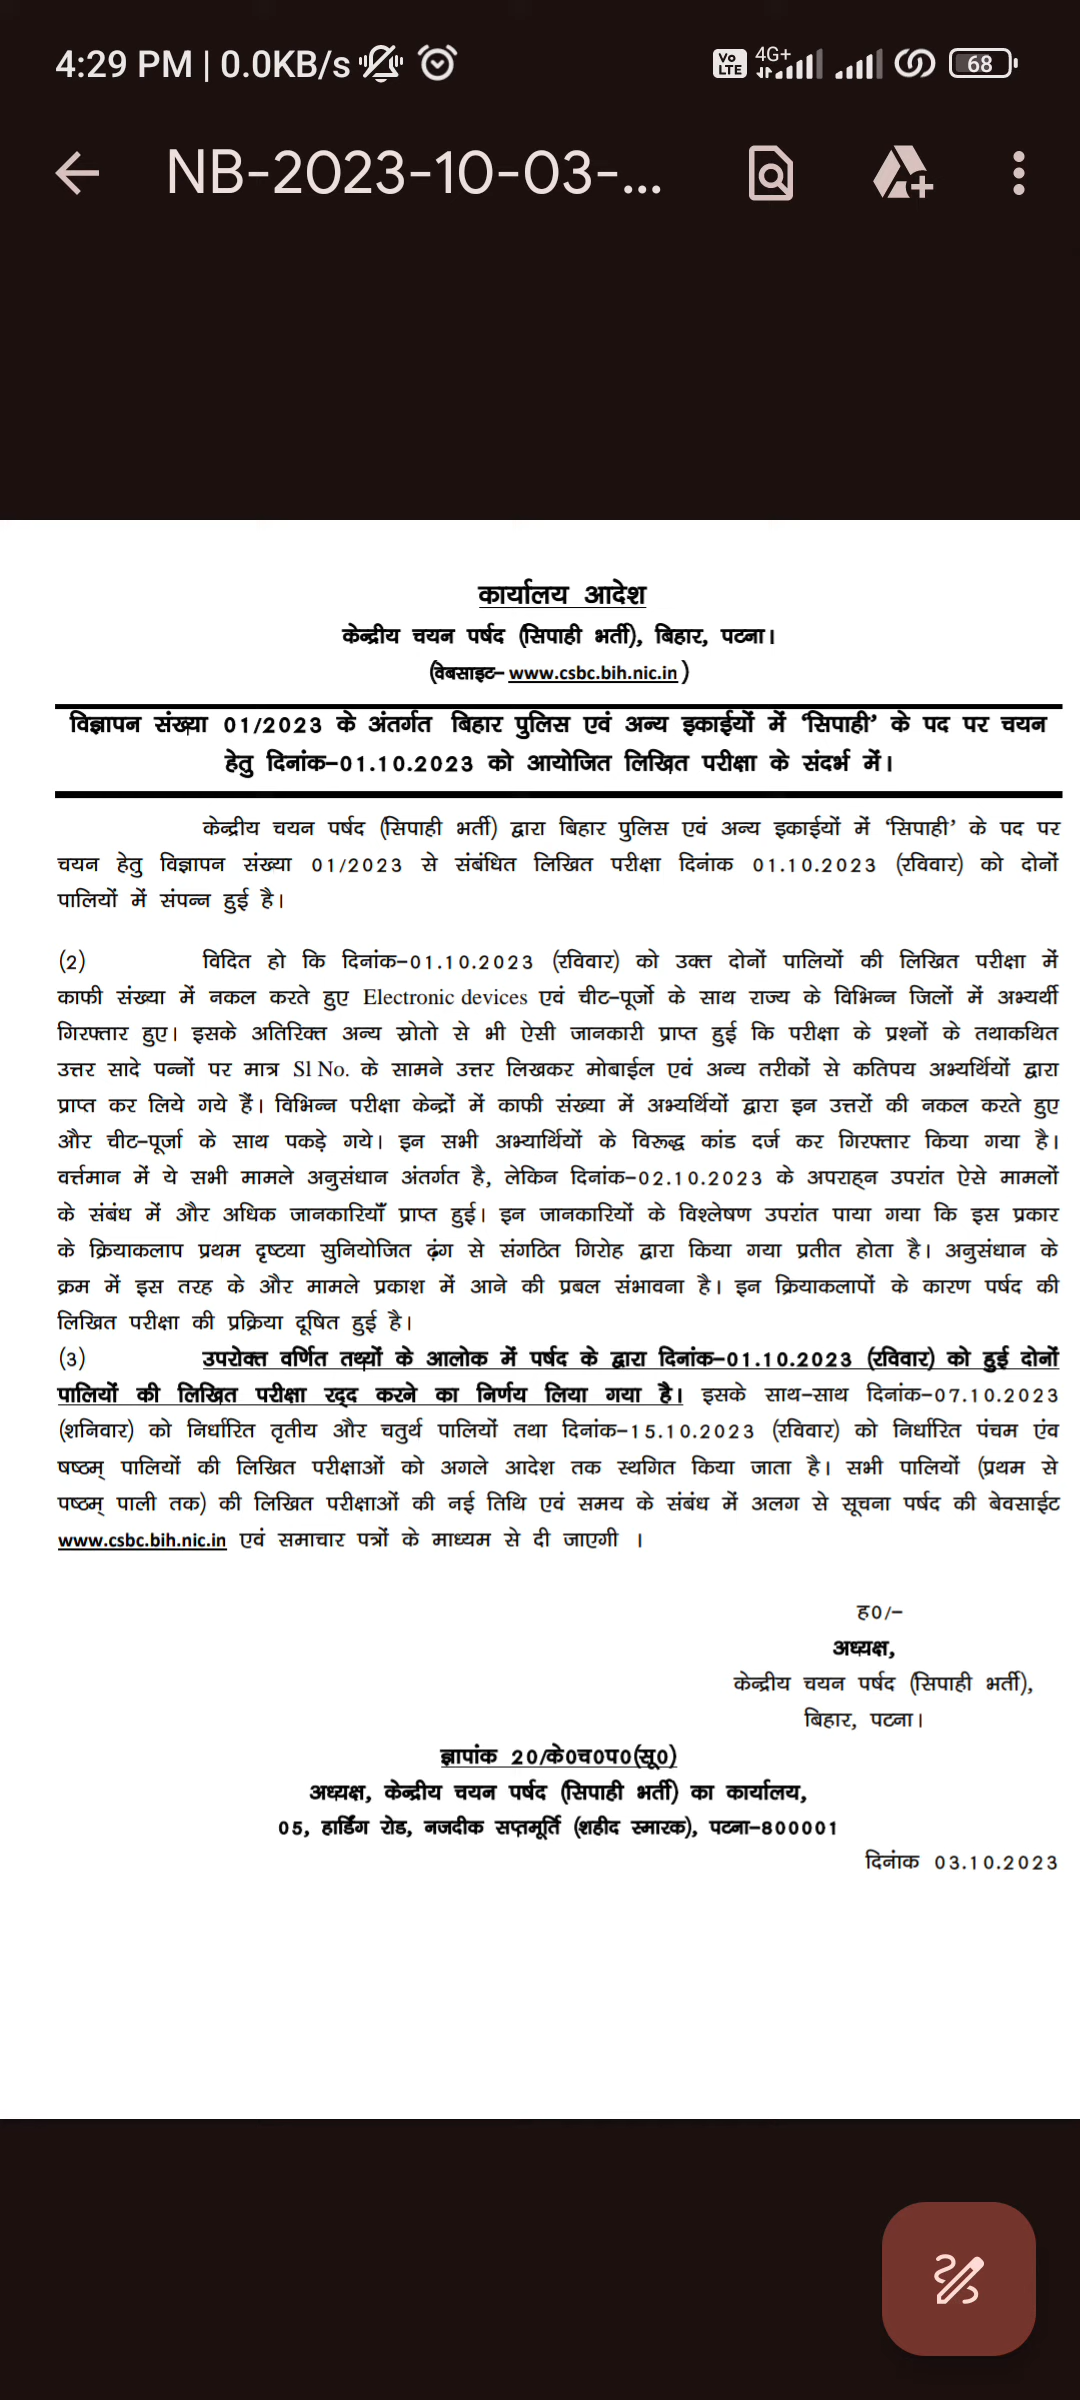 4:29 PM | 0.0KB/s
Vo LTE 4G+ 68
NB-2023-10-03-...
कार्यालय आदेश
केन्द्रीय चयन पर्षद (सिपाही भर्ती), बिहार, पटना।
(वेबसाइट– www.csbc.bih.nic.in)
विज्ञापन संख्या 01/2023 के अंतर्गत बिहार पुलिस एवं अन्य इकाईयों में ‘सिपाही’ के पद पर चयन
हेतु दिनांक–01.10.2023 को आयोजित लिखित परीक्षा के संदर्भ में।
केन्द्रीय चयन पर्षद (सिपाही भर्ती) द्वारा बिहार पुलिस एवं अन्य इकाईयों में ‘सिपाही’ के पद पर
चयन हेतु विज्ञापन संख्या 01/2023 से संबंधित लिखित परीक्षा दिनांक 01.10.2023 (रविवार) को दोनों
पालियों में संपन्न हुई है।
(2) विदित हो कि दिनांक–01.10.2023 (रविवार) को उक्त दोनों पालियों की लिखित परीक्षा में
काफी संख्या में नकल करते हुए Electronic devices एवं चीट–पूर्जो के साथ राज्य के विभिन्न जिलों में अभ्यर्थी
गिरफ्तार हुए। इसके अतिरिक्त अन्य स्रोतो से भी ऐसी जानकारी प्राप्त हुई कि परीक्षा के प्रश्नों के तथाकथित
उत्तर सादे पन्नों पर मात्र Sl No. के सामने उत्तर लिखकर मोबाईल एवं अन्य तरीकों से कतिपय अभ्यर्थियों द्वारा
प्राप्त कर लिये गये हैं। विभिन्न परीक्षा केन्द्रों में काफी संख्या में अभ्यर्थियों द्वारा इन उत्तरों की नकल करते हुए
और चीट–पूर्जा के साथ पकड़े गये। इन सभी अभ्यार्थियों के विरूद्ध कांड दर्ज कर गिरफ्तार किया गया है।
वर्त्तमान में ये सभी मामले अनुसंधान अंतर्गत है, लेकिन दिनांक–02.10.2023 के अपराह्न उपरांत ऐसे मामलों
के संबंध में और अधिक जानकारियाँ प्राप्त हुई। इन जानकारियों के विश्लेषण उपरांत पाया गया कि इस प्रकार
के क्रियाकलाप प्रथम दृष्टया सुनियोजित ढ़ंग से संगठित गिरोह द्वारा किया गया प्रतीत होता है। अनुसंधान के
क्रम में इस तरह के और मामले प्रकाश में आने की प्रबल संभावना है। इन क्रियाकलापों के कारण पर्षद की
लिखित परीक्षा की प्रक्रिया दूषित हुई है।
(3) उपरोक्त वर्णित तथ्यों के आलोक में पर्षद के द्वारा दिनांक–01.10.2023 (रविवार) को हुई दोनों
पालियों की लिखित परीक्षा रद्द करने का निर्णय लिया गया है। इसके साथ–साथ दिनांक–07.10.2023
(शनिवार) को निर्धारित तृतीय और चतुर्थ पालियों तथा दिनांक–15.10.2023 (रविवार) को निर्धारित पंचम एंव
षष्ठम् पालियों की लिखित परीक्षाओं को अगले आदेश तक स्थगित किया जाता है। सभी पालियों (प्रथम से
पष्ठम् पाली तक) की लिखित परीक्षाओं की नई तिथि एवं समय के संबंध में अलग से सूचना पर्षद की बेवसाईट
www.csbc.bih.nic.in एवं समाचार पत्रों के माध्यम से दी जाएगी ।
ह0/–
अध्यक्ष,
केन्द्रीय चयन पर्षद (सिपाही भर्ती),
बिहार, पटना।
ज्ञापांक 20/के0च0प0(सू0)
अध्यक्ष, केन्द्रीय चयन पर्षद (सिपाही भर्ती) का कार्यालय,
05, हार्डिंग रोड, नजदीक सप्तमूर्ति (शहीद स्मारक), पटना–800001
दिनांक 03.10.2023